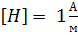 [H] = 1 А/м